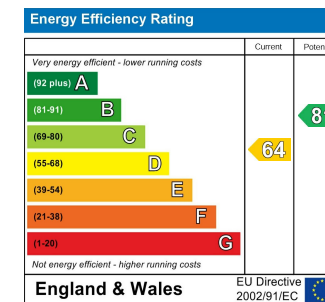 Energy Efficiency Rating
Current
Very energy efficient - lower running costs
(92 plus) A
(81-91) B
(69-80) C
(55-68) D
64
(39-54) E
(21-38) F
(1-20) G
Not energy efficient - higher running costs
England & Wales
EU Directive
2002/91/EC